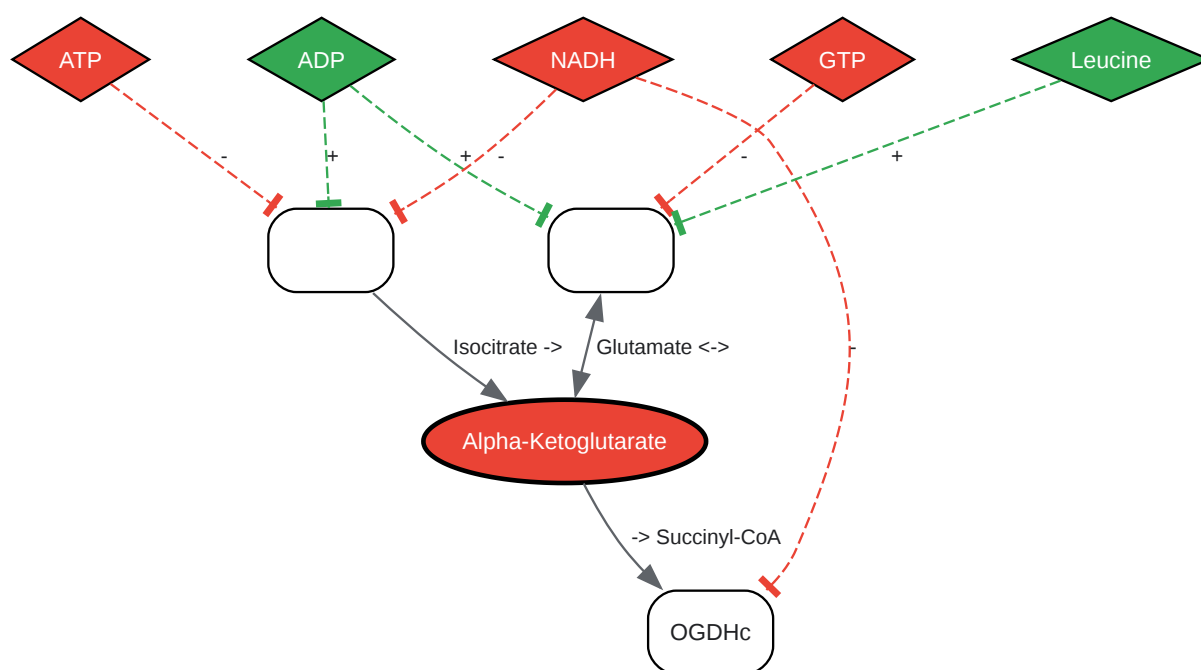 ATP
ADP
NADH
GTP
Leucine
-
+
+
-
-
+
Isocitrate ->
Glutamate <->
-
Alpha-Ketoglutarate
-> Succinyl-CoA
OGDHc